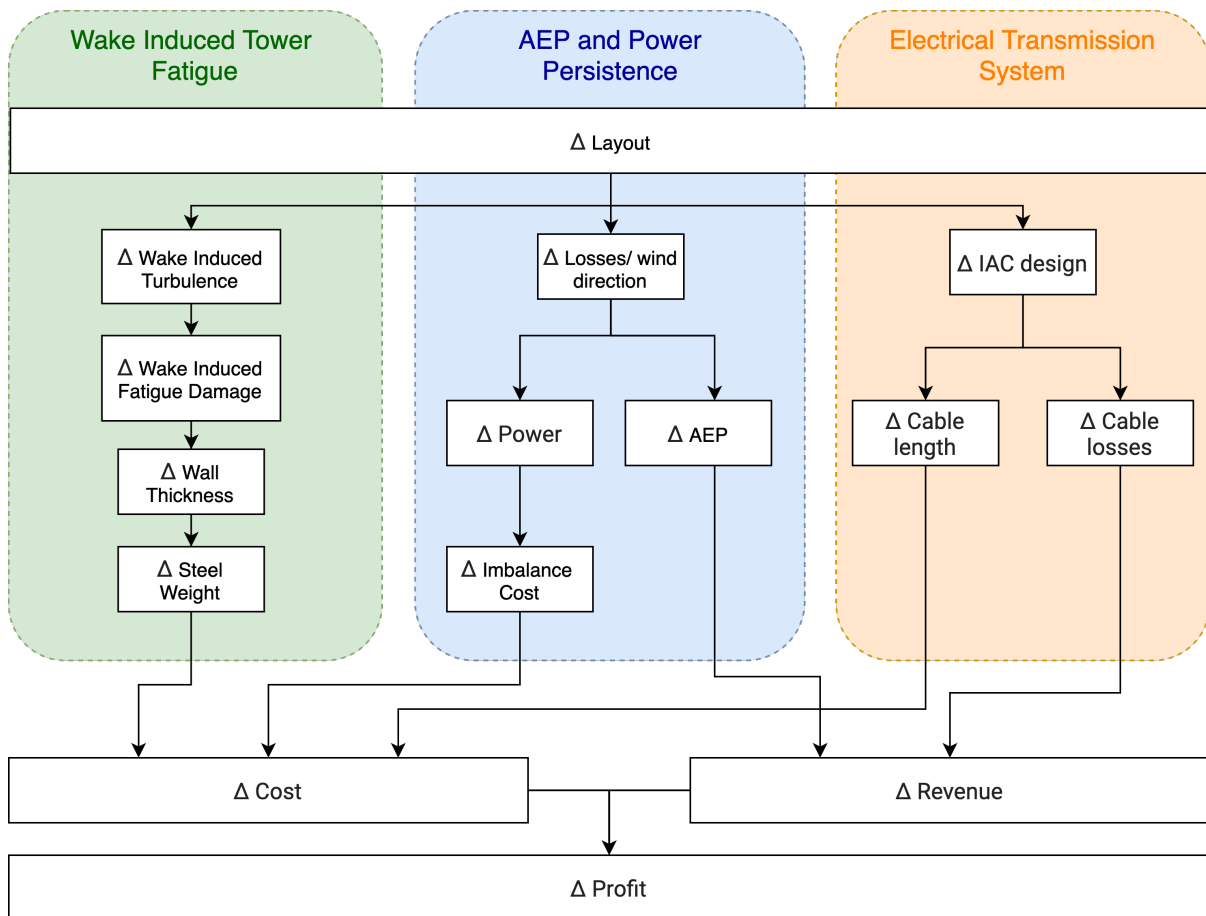 Wake Induced Tower
Fatigue
AEP and Power
Persistence
Electrical Transmission
System
Δ Layout
Δ Wake Induced
Turbulence
Δ Losses/ wind
direction
Δ IAC design
Δ Wake Induced
Fatigue Damage
Δ Power
Δ AEP
Δ Cable
length
Δ Cable
losses
Δ Wall
Thickness
Δ Steel
Weight
Δ Imbalance
Cost
Δ Cost
Δ Revenue
Δ Profit